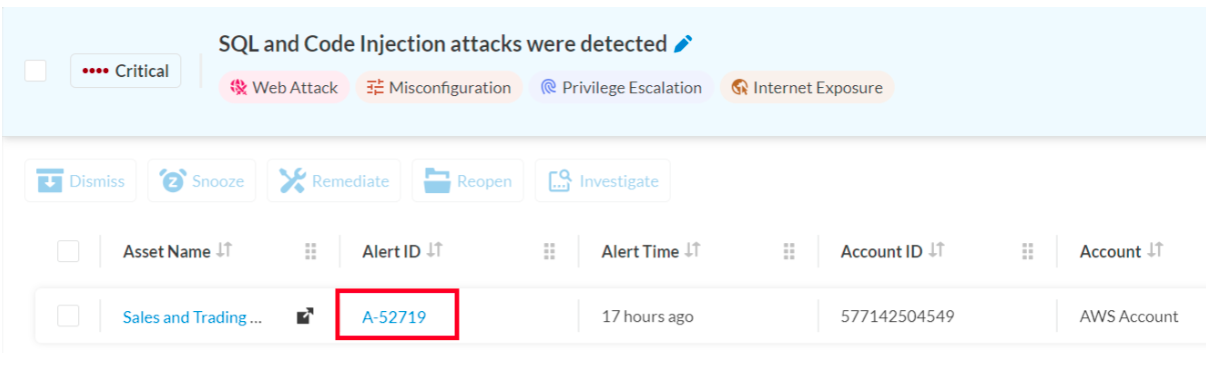 SQL and Code Injection attacks were detected
Critical
Web Attack Misconfiguration Privilege Escalation Internet Exposure
Dismiss Snooze Remediate Reopen Investigate
Asset Name Alert ID Alert Time Account ID Account
Sales and Trading ... A-52719 17 hours ago 577142504549 AWS Account